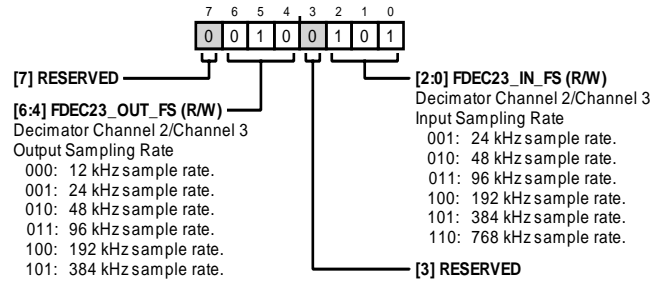 7 6 5 4 3 2 1 0
0 0 1 0 0 1 0 1
[7] RESERVED
[6:4] FDEC23_OUT_FS (R/W)
Decimator Channel 2/Channel 3
Output Sampling Rate
000: 12 kHz sample rate.
001: 24 kHz sample rate.
010: 48 kHz sample rate.
011: 96 kHz sample rate.
100: 192 kHz sample rate.
101: 384 kHz sample rate.
[2:0] FDEC23_IN_FS (R/W)
Decimator Channel 2/Channel 3
Input Sampling Rate
001: 24 kHz sample rate.
010: 48 kHz sample rate.
011: 96 kHz sample rate.
100: 192 kHz sample rate.
101: 384 kHz sample rate.
110: 768 kHz sample rate.
[3] RESERVED